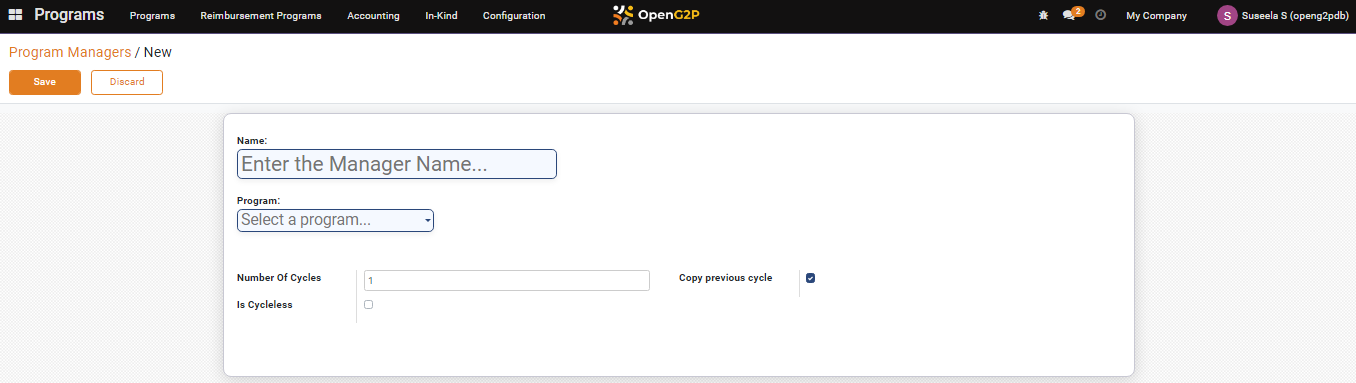 Programs Programs Reimbursement Programs Accounting In-Kind Configuration OpenG2P 2 My Company S Suseela S (openg2pdb)
Program Managers / New
Save Discard
Name:
Enter the Manager Name...
Program:
Select a program...
Number Of Cycles 1 Copy previous cycle
Is Cycleless